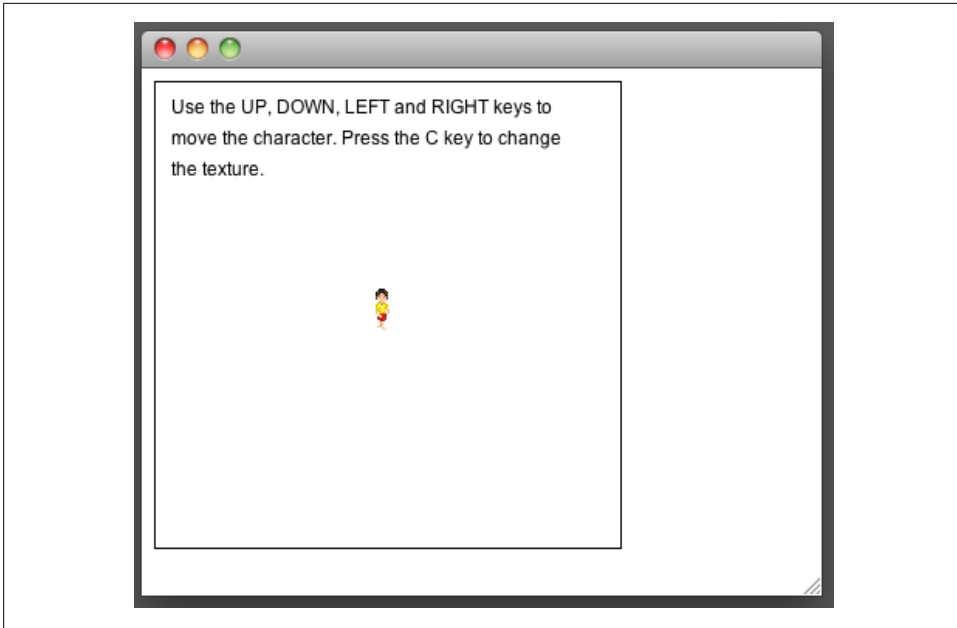 Use the UP, DOWN, LEFT and RIGHT keys to
move the character. Press the C key to change
the texture.